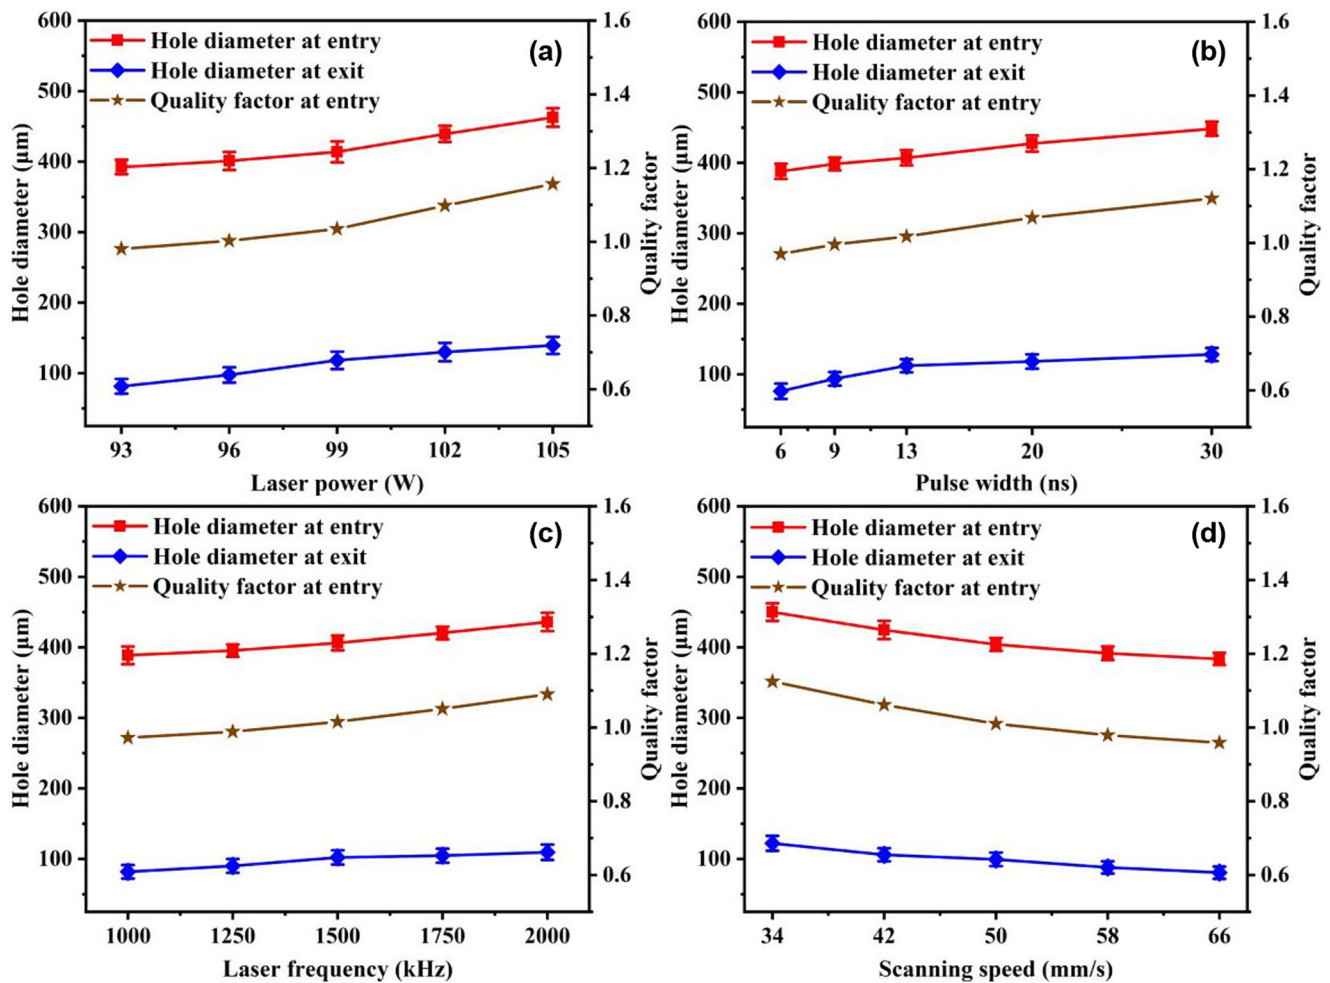 Hole diameter at entry
Hole diameter at exit
Quality factor at entry
(a)
600
500
400
300
200
100
Hole diameter (μm)
1.6
1.4
1.2
1.0
0.8
0.6
Quality factor
93 96 99 102 105
Laser power (W)
Hole diameter at entry
Hole diameter at exit
Quality factor at entry
(b)
600
500
400
300
200
100
Hole diameter (μm)
1.6
1.4
1.2
1.0
0.8
0.6
Quality factor
6 9 13 20 30
Pulse width (ns)
Hole diameter at entry
Hole diameter at exit
Quality factor at entry
(c)
600
500
400
300
200
100
Hole diameter (μm)
1.6
1.4
1.2
1.0
0.8
0.6
Quality factor
1000 1250 1500 1750 2000
Laser frequency (kHz)
Hole diameter at entry
Hole diameter at exit
Quality factor at entry
(d)
600
500
400
300
200
100
Hole diameter (μm)
1.6
1.4
1.2
1.0
0.8
0.6
Quality factor
34 42 50 58 66
Scanning speed (mm/s)